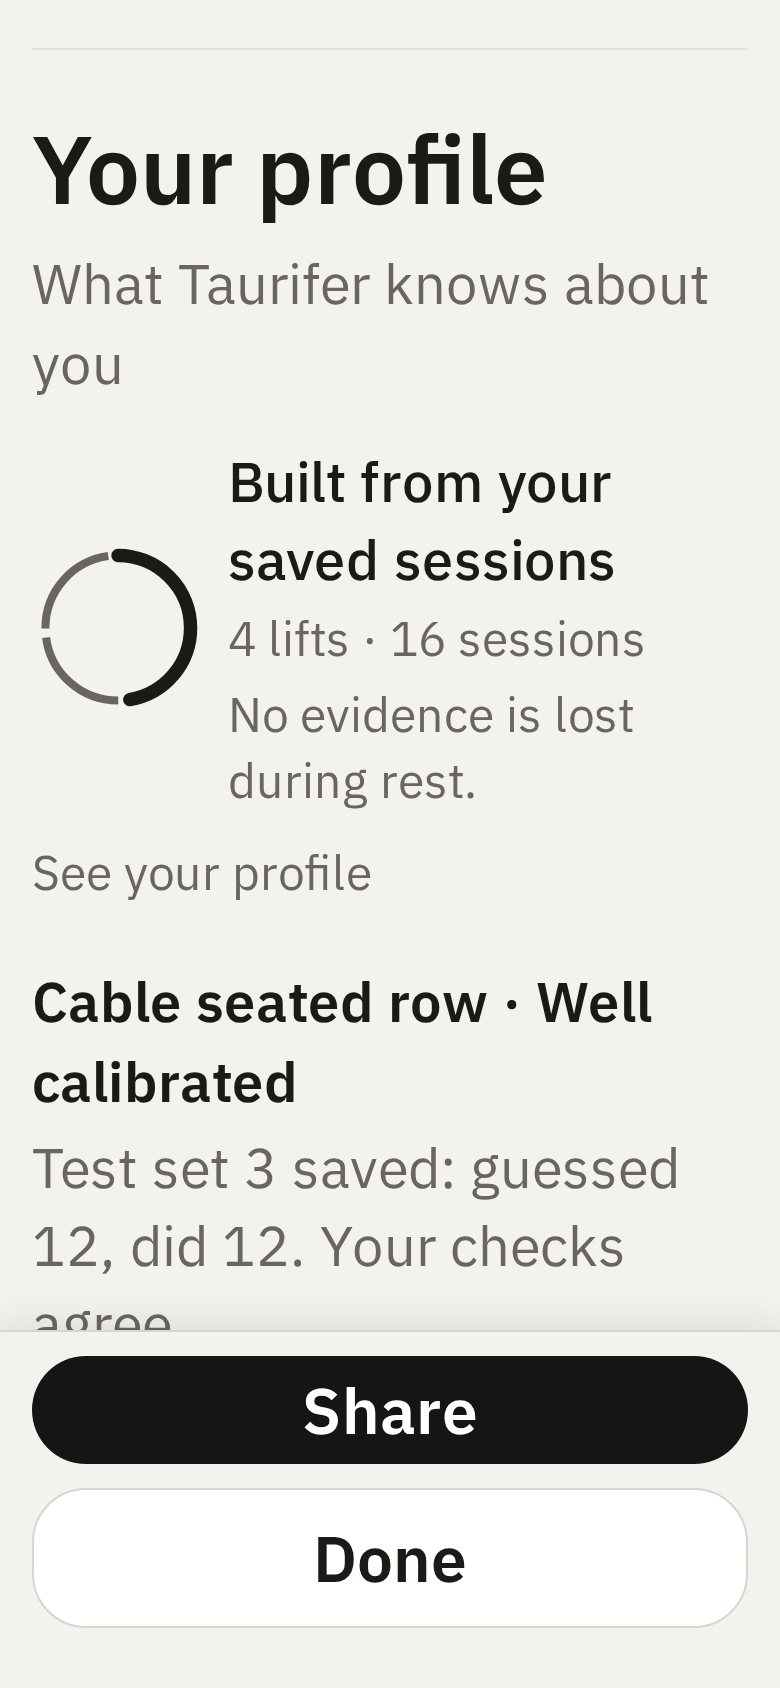 Your profile
What Taurifer knows about
you
Built from your
saved sessions
4 lifts · 16 sessions
No evidence is lost
during rest.
See your profile
Cable seated row · Well
calibrated
Test set 3 saved: guessed
12, did 12. Your checks
agree
Share
Done